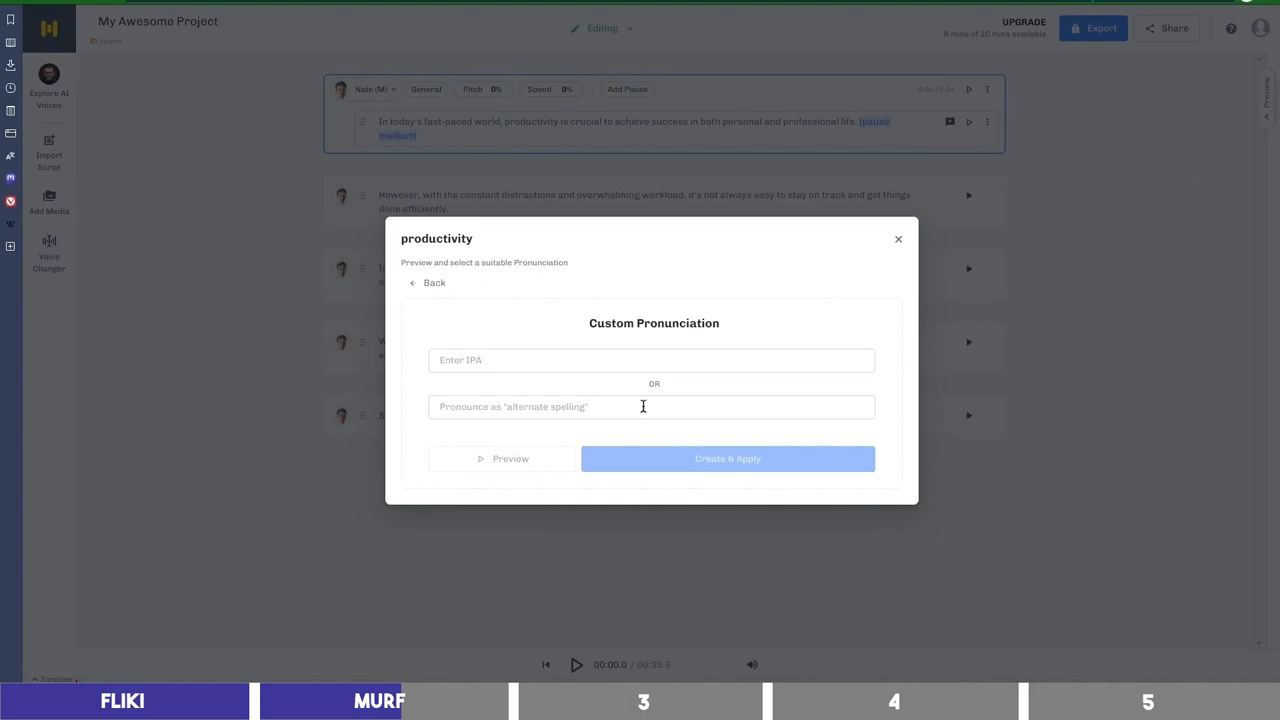 My Awesome Project
Home
Editing
UPGRADE
5 mins of 10 mins available
Export
Share
Explore AI
Voices
Import
Script
Add Media
Voice
Changer
Nate (M)
General
Pitch 0%
Speed 0%
Add Pause
In today's fast-paced world, productivity is crucial to achieve success in both personal and professional life. [pause
medium]
However, with the constant distractions and overwhelming workload, it's not always easy to stay on track and get things
done efficiently.
Preview
productivity
Preview and select a suitable Pronunciation
Back
Custom Pronunciation
Enter IPA
OR
Pronounce as "alternate spelling"
Preview
Create & Apply
00:00.0 / 00:35.5
Timeline
FLIKI
MURF
3
4
5